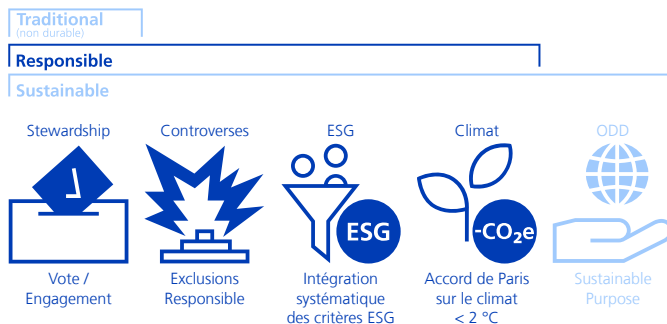 Traditional
(non durable)
Responsible
Sustainable
Stewardship
Controverses
ESG
Climat
ODD
ESG
-CO₂e
Vote /
Engagement
Exclusions
Responsible
Intégration
systématique
des critères ESG
Accord de Paris
sur le climat
< 2 °C
Sustainable
Purpose